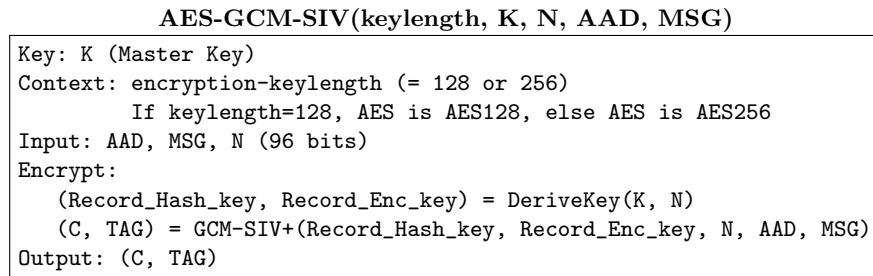 AES-GCM-SIV(keylength, K, N, AAD, MSG)
Key: K (Master Key)
Context: encryption-keylength (= 128 or 256)
If keylength=128, AES is AES128, else AES is AES256
Input: AAD, MSG, N (96 bits)
Encrypt:
(Record_Hash_key, Record_Enc_key) = DeriveKey(K, N)
(C, TAG) = GCM-SIV+(Record_Hash_key, Record_Enc_key, N, AAD, MSG)
Output: (C, TAG)